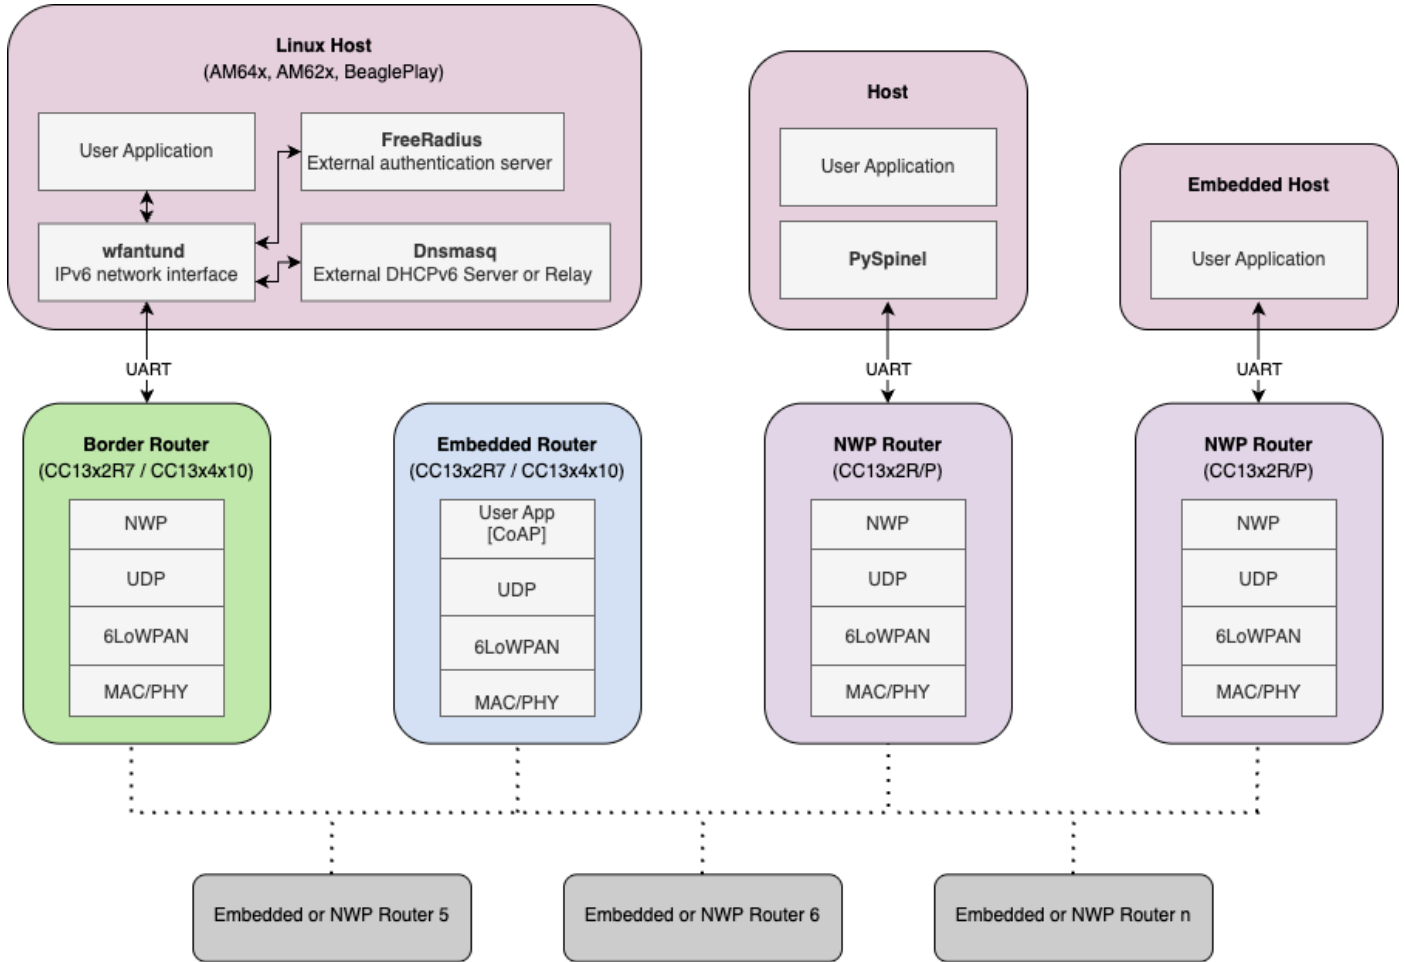 Linux Host
(AM64x, AM62x, BeaglePlay)
User Application
FreeRadius
External authentication server
wfantund
IPv6 network interface
Dnsmasq
External DHCPv6 Server or Relay
Host
User Application
PySpinel
Embedded Host
User Application
UART
UART
UART
Border Router
(CC13x2R7 / CC13x4x10)
NWP
UDP
6LoWPAN
MAC/PHY
Embedded Router
(CC13x2R7 / CC13x4x10)
User App
[CoAP]
UDP
6LoWPAN
MAC/PHY
NWP Router
(CC13x2R/P)
NWP
UDP
6LoWPAN
MAC/PHY
NWP Router
(CC13x2R/P)
NWP
UDP
6LoWPAN
MAC/PHY
Embedded or NWP Router 5
Embedded or NWP Router 6
Embedded or NWP Router n